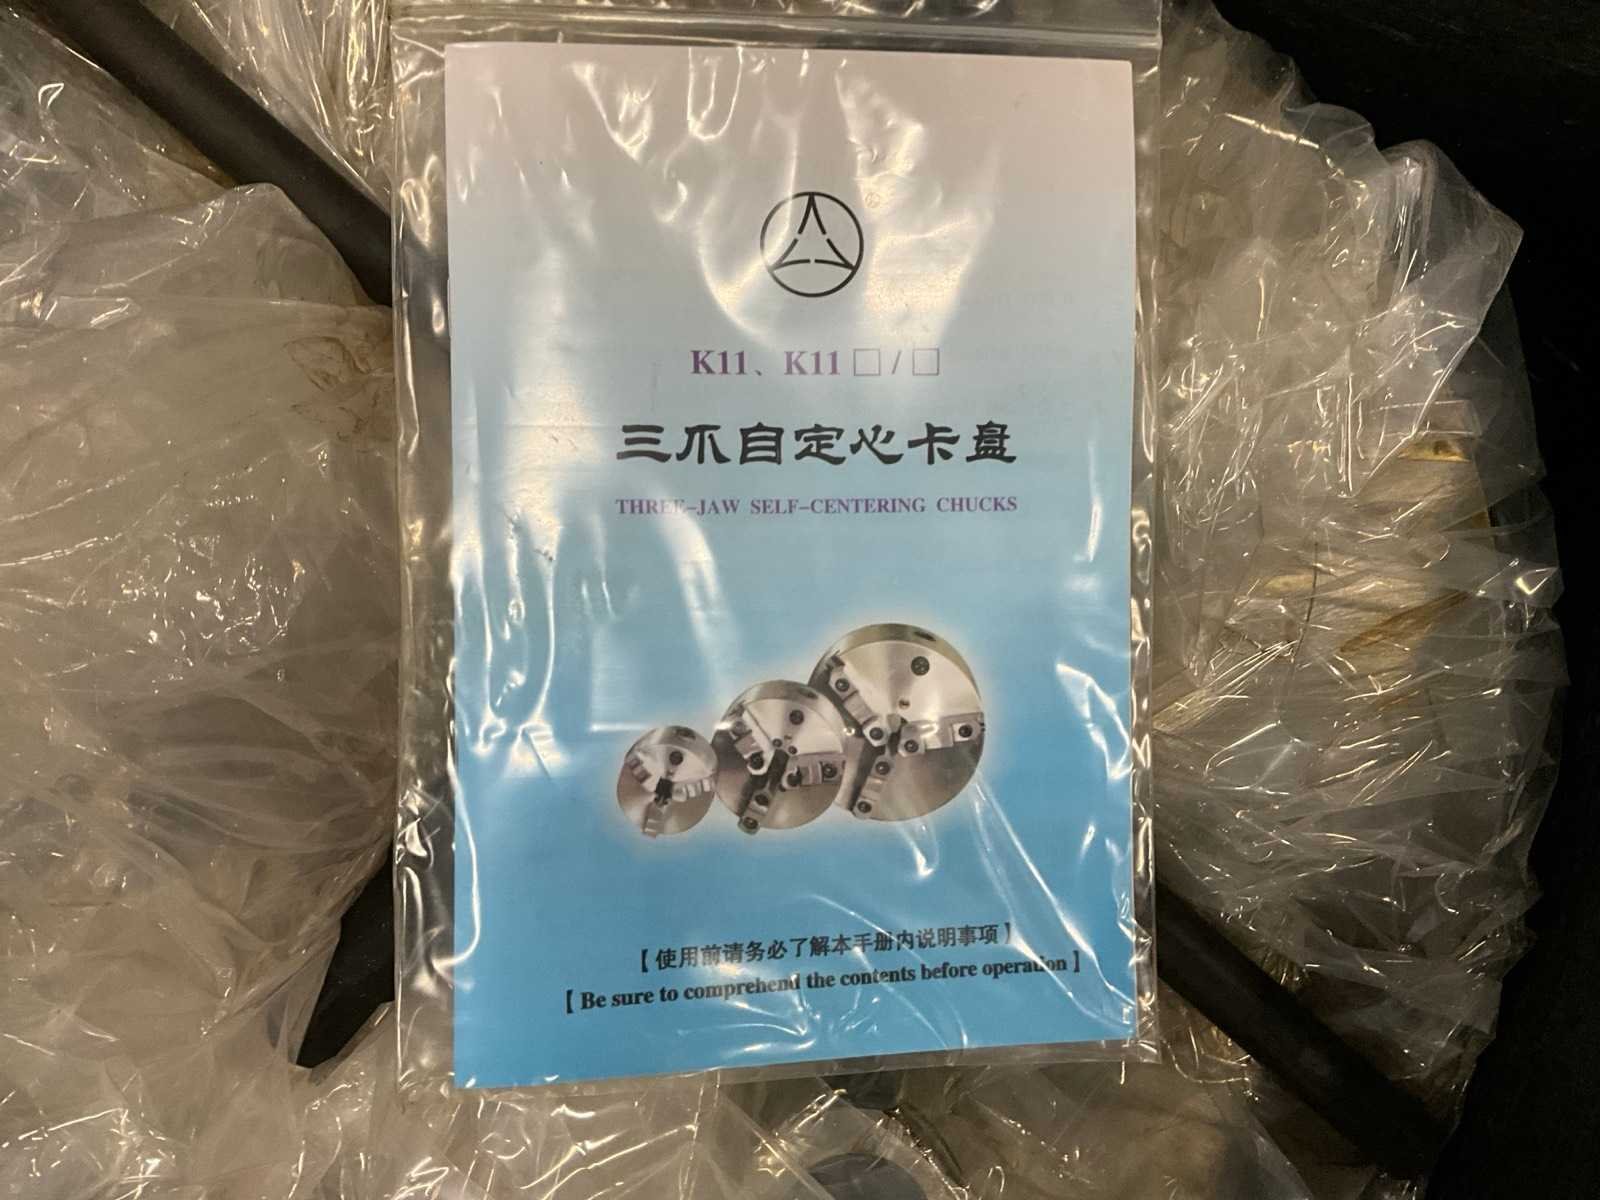 K11、K11 □ / □
三爪自定心卡盘
THREE-JAW SELF-CENTERING CHUCKS
【使用前请务必了解本手册内说明事项】
【Be sure to comprehend the contents before operation】